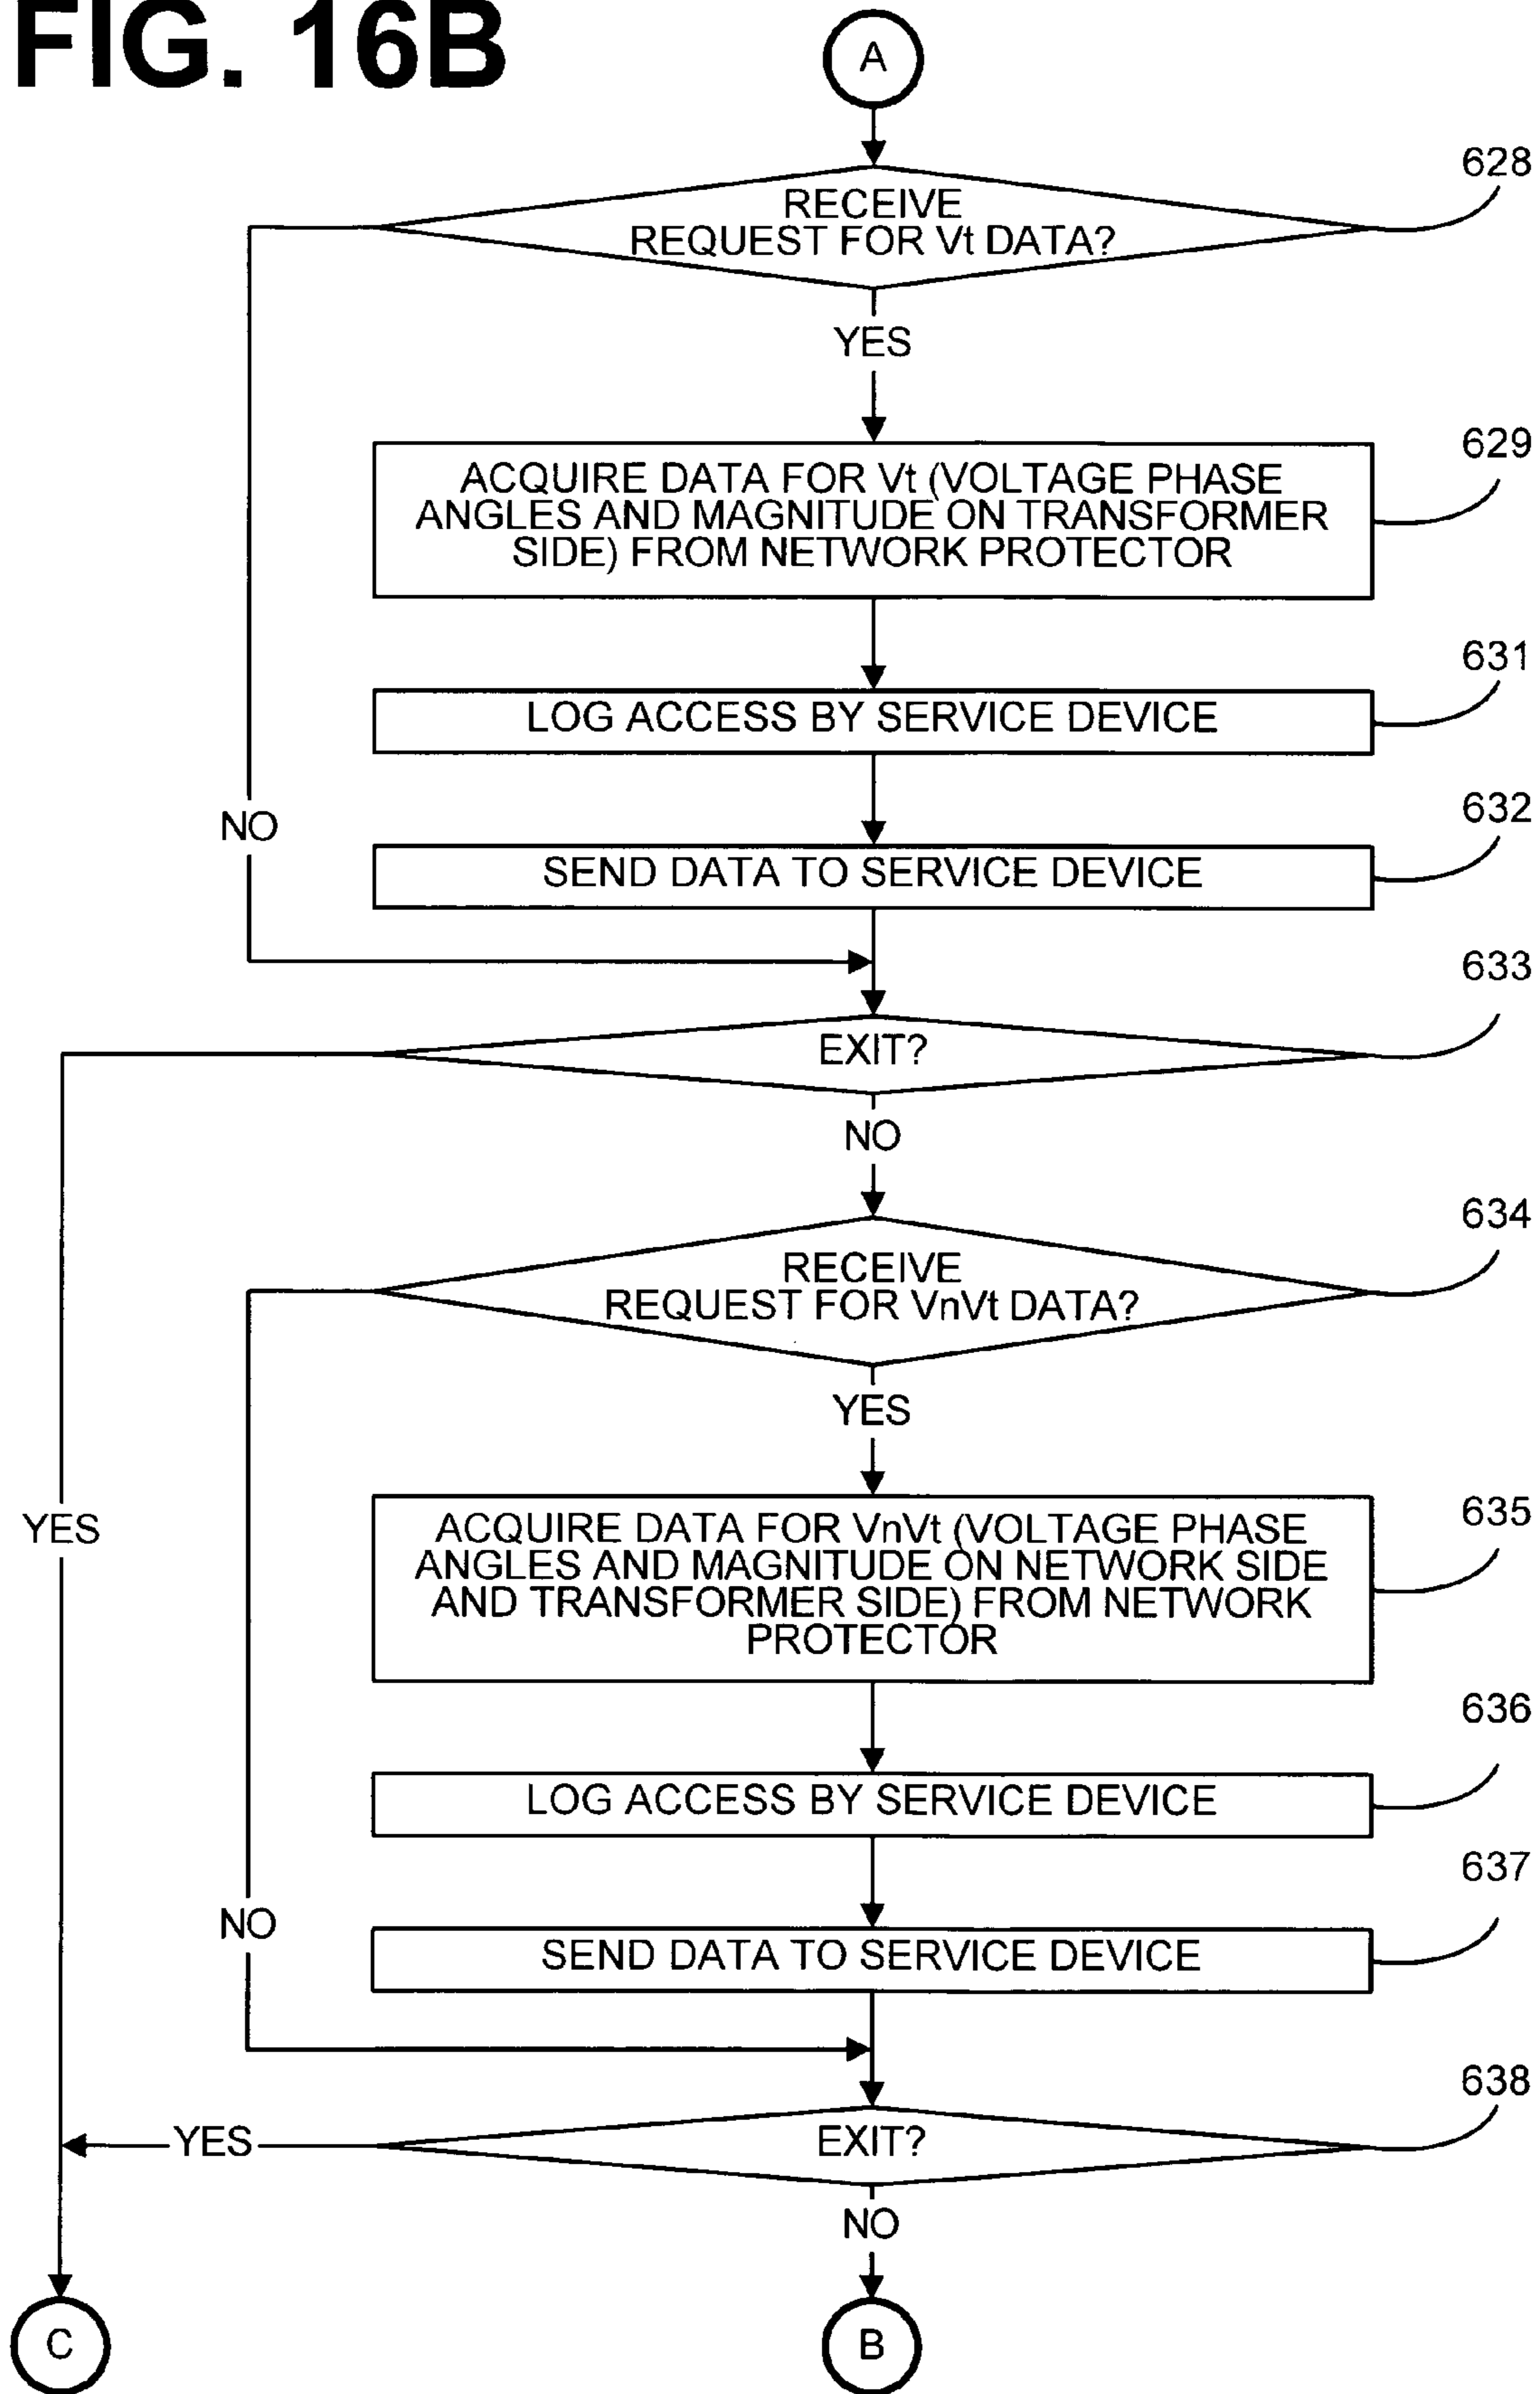 FIG. 16B
A
628
RECEIVE
REQUEST FOR Vt DATA?
YES
629
ACQUIRE DATA FOR Vt (VOLTAGE PHASE
ANGLES AND MAGNITUDE ON TRANSFORMER
SIDE) FROM NETWORK PROTECTOR
631
LOG ACCESS BY SERVICE DEVICE
632
NO
SEND DATA TO SERVICE DEVICE
633
EXIT?
NO
634
RECEIVE
REQUEST FOR VnVt DATA?
YES
635
YES
ACQUIRE DATA FOR VnVt (VOLTAGE PHASE
ANGLES AND MAGNITUDE ON NETWORK SIDE
AND TRANSFORMER SIDE) FROM NETWORK
PROTECTOR
636
LOG ACCESS BY SERVICE DEVICE
637
NO
SEND DATA TO SERVICE DEVICE
638
YES
EXIT?
NO
C
B